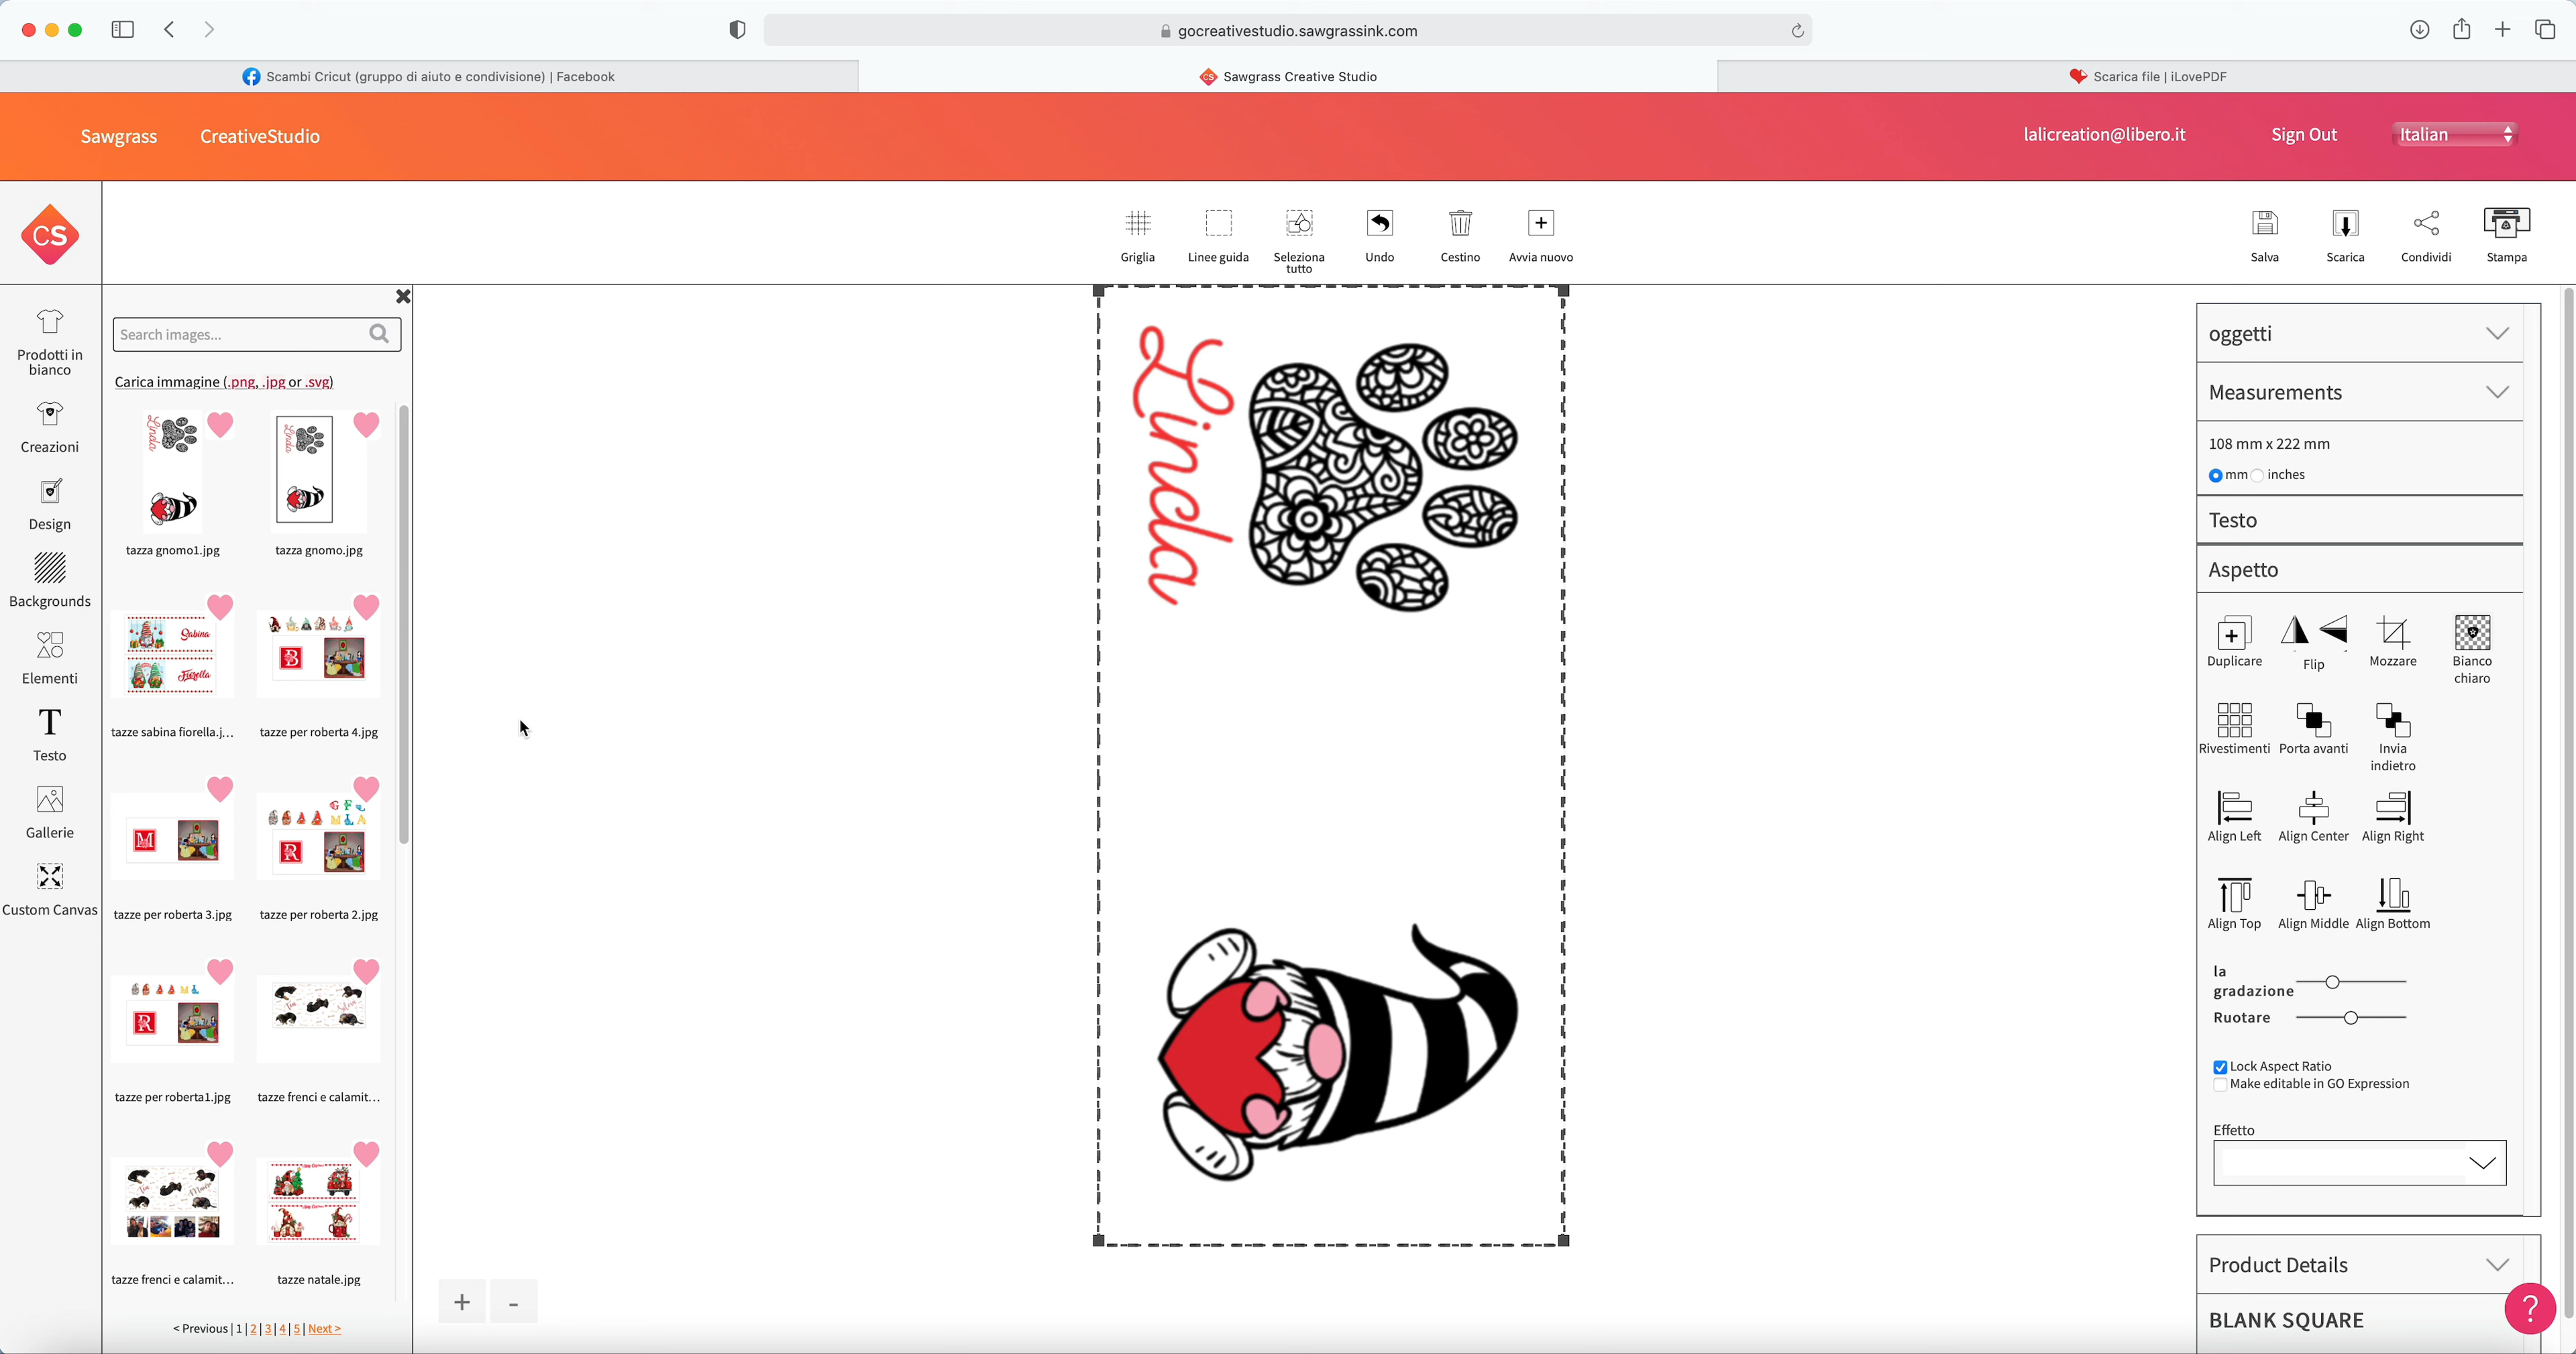 gocreativestudio.sawgrassink.com
Scambi Cricut (gruppo di aiuto e condivisione) | Facebook
CS Sawgrass Creative Studio
Scarica file | iLovePDF
Sawgrass
CreativeStudio
lalicreation@libero.it
Sign Out
Italian
CS
Griglia
Linee guida
Seleziona
tutto
Undo
Cestino
Avvia nuovo
Salva
Scarica
Condividi
Stampa
Prodotti in
bianco
Creazioni
Design
Backgrounds
Elementi
T
Testo
Gallerie
Custom Canvas
Search images...
Carica immagine (.png, .jpg or .svg)
Linda
Linda
tazza gnomo1.jpg
tazza gnomo.jpg
Sabina
Fiorella
B
tazze sabina fiorella.j...
tazze per roberta 4.jpg
M
G F L
M L A
R
tazze per roberta 3.jpg
tazze per roberta 2.jpg
M L
R
tazze per roberta1.jpg
tazze frenci e calamit...
tazze frenci e calamit...
tazze natale.jpg
< Previous | 1 | 2 | 3 | 4 | 5 | Next >
Linda
+
-
oggetti
Measurements
108 mm x 222 mm
mm inches
Testo
Aspetto
Duplicare
Flip
Mozzare
Bianco
chiaro
Rivestimenti
Porta avanti
Invia
indietro
Align Left
Align Center
Align Right
Align Top
Align Middle
Align Bottom
la
gradazione
Ruotare
Lock Aspect Ratio
Make editable in GO Expression
Effetto
Product Details
BLANK SQUARE
?